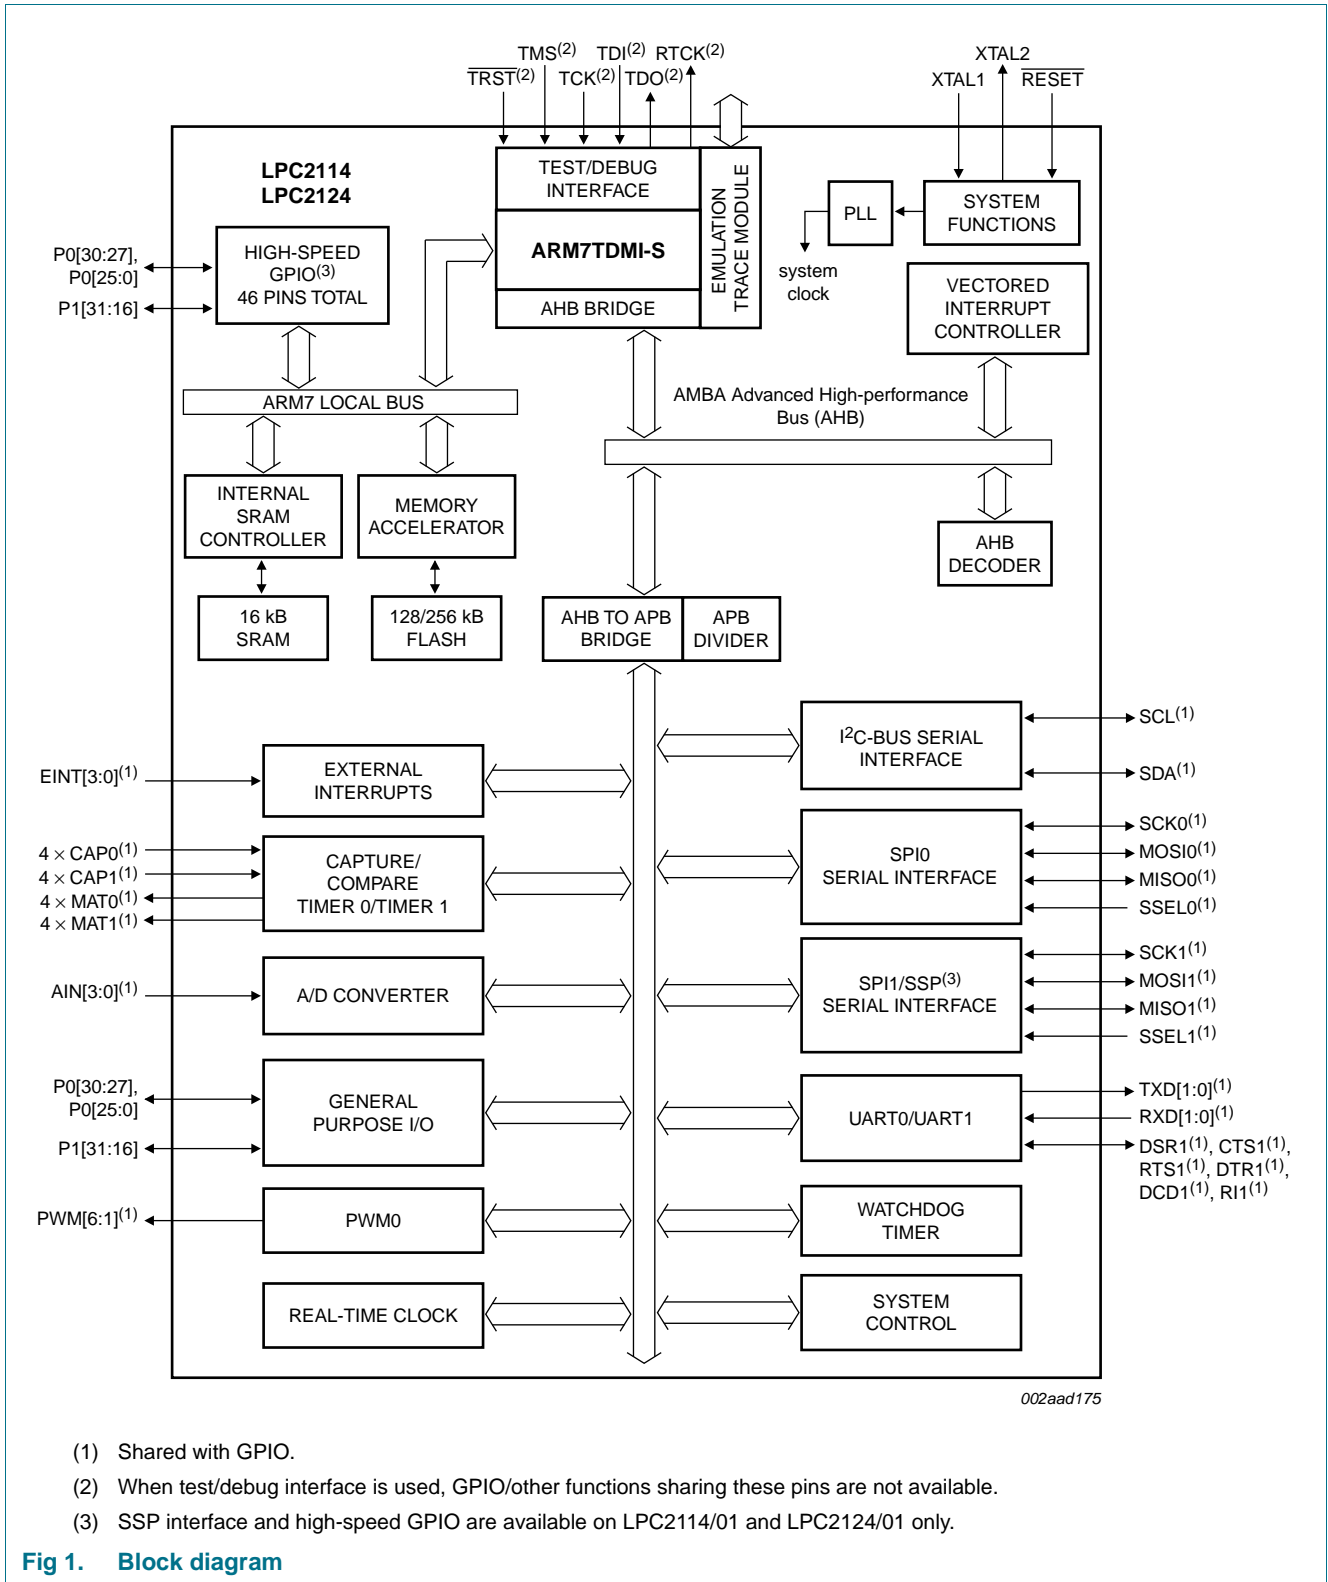 TMS(2) TDI(2) RTCK(2)
TRST(2) TCK(2) TDO(2)
XTAL2
XTAL1 RESET
LPC2114
LPC2124
TEST/DEBUG
INTERFACE
ARM7TDMI-S
AHB BRIDGE
EMULATION
TRACE MODULE
PLL
SYSTEM
FUNCTIONS
system
clock
P0[30:27],
P0[25:0]
P1[31:16]
HIGH-SPEED
GPIO(3)
46 PINS TOTAL
VECTORED
INTERRUPT
CONTROLLER
ARM7 LOCAL BUS
AMBA Advanced High-performance
Bus (AHB)
INTERNAL
SRAM
CONTROLLER
MEMORY
ACCELERATOR
AHB
DECODER
16 kB
SRAM
128/256 kB
FLASH
AHB TO APB
BRIDGE
APB
DIVIDER
EINT[3:0](1)
EXTERNAL
INTERRUPTS
I2C-BUS SERIAL
INTERFACE
SCL(1)
SDA(1)
4 × CAP0(1)
4 × CAP1(1)
4 × MAT0(1)
4 × MAT1(1)
CAPTURE/
COMPARE
TIMER 0/TIMER 1
SPI0
SERIAL INTERFACE
SCK0(1)
MOSI0(1)
MISO0(1)
SSEL0(1)
AIN[3:0](1)
A/D CONVERTER
SPI1/SSP(3)
SERIAL INTERFACE
SCK1(1)
MOSI1(1)
MISO1(1)
SSEL1(1)
P0[30:27],
P0[25:0]
P1[31:16]
GENERAL
PURPOSE I/O
UART0/UART1
TXD[1:0](1)
RXD[1:0](1)
DSR1(1), CTS1(1),
RTS1(1), DTR1(1),
DCD1(1), RI1(1)
PWM[6:1](1)
PWM0
WATCHDOG
TIMER
REAL-TIME CLOCK
SYSTEM
CONTROL
002aad175
(1) Shared with GPIO.
(2) When test/debug interface is used, GPIO/other functions sharing these pins are not available.
(3) SSP interface and high-speed GPIO are available on LPC2114/01 and LPC2124/01 only.
Fig 1. Block diagram